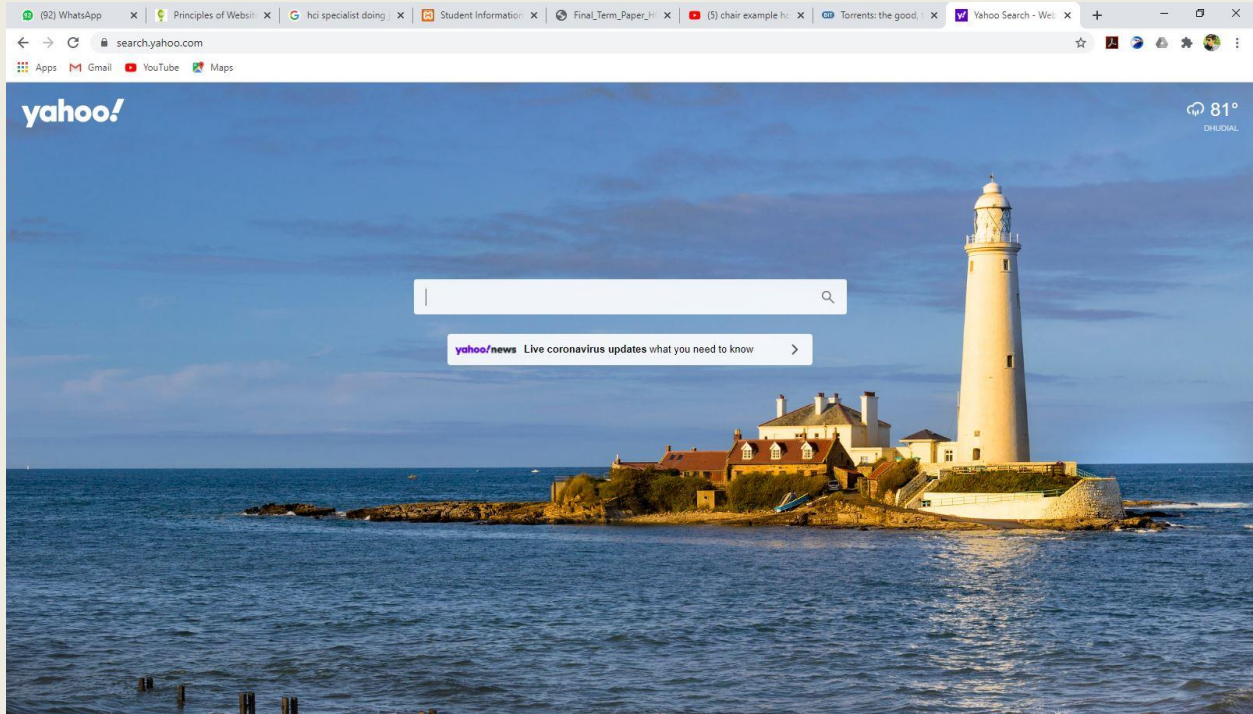 (92) WhatsApp
Principles of Websit
hci specialist doing j
Student Information
Final_Term_Paper_H
(5) chair example ho
Torrents: the good, t
Yahoo Search - Web
search.yahoo.com
Apps Gmail YouTube Maps
yahoo!
81°
DHUDIAL
yahoo!news Live coronavirus updates what you need to know